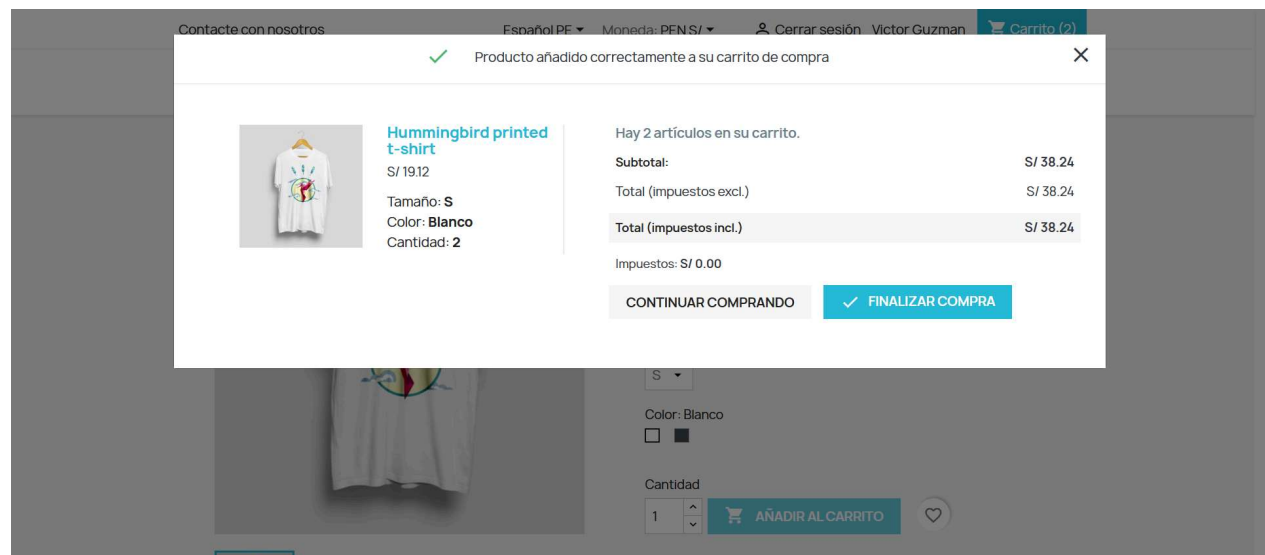 Contacte con nosotros Español PE Moneda: PEN S/ Cerrar sesión Victor Guzman Carrito (2)
Producto añadido correctamente a su carrito de compra
Hummingbird printed
t-shirt
S/ 19.12
Tamaño: S
Color: Blanco
Cantidad: 2
Hay 2 artículos en su carrito.
Subtotal: S/ 38.24
Total (impuestos excl.) S/ 38.24
Total (impuestos incl.) S/ 38.24
Impuestos: S/ 0.00
CONTINUAR COMPRANDO FINALIZAR COMPRA
S
Color: Blanco
Cantidad
1 AÑADIR AL CARRITO